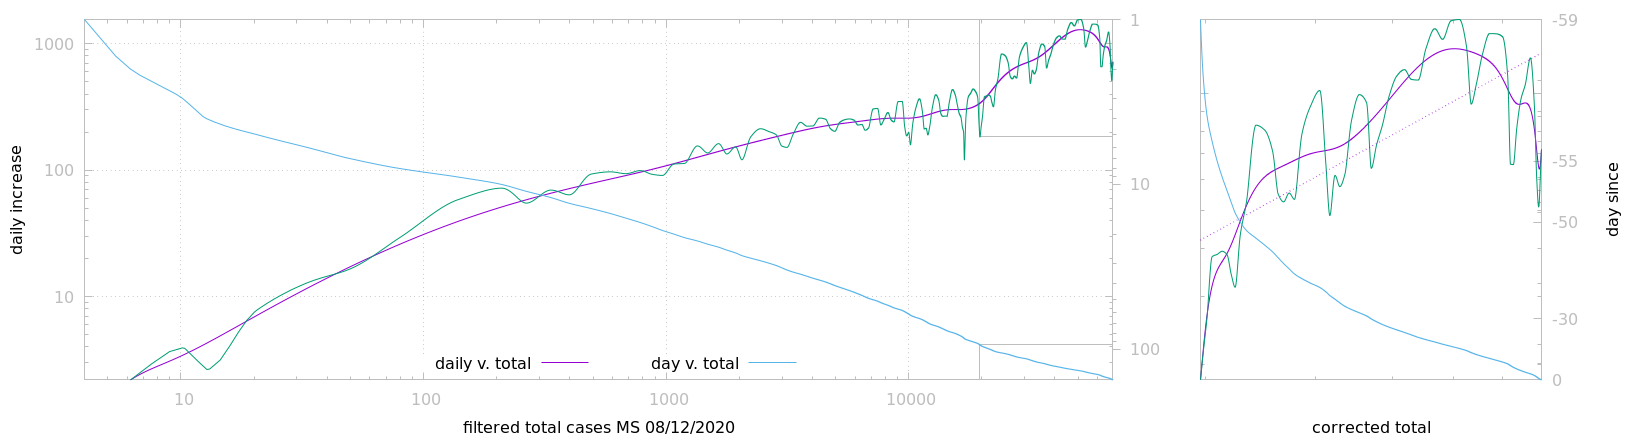 daily increase
1000
100
10
10
100
1000
10000
daily v. total
day v. total
filtered total cases MS 08/12/2020
1
10
100
-59
-55
-50
-30
0
day since
corrected total